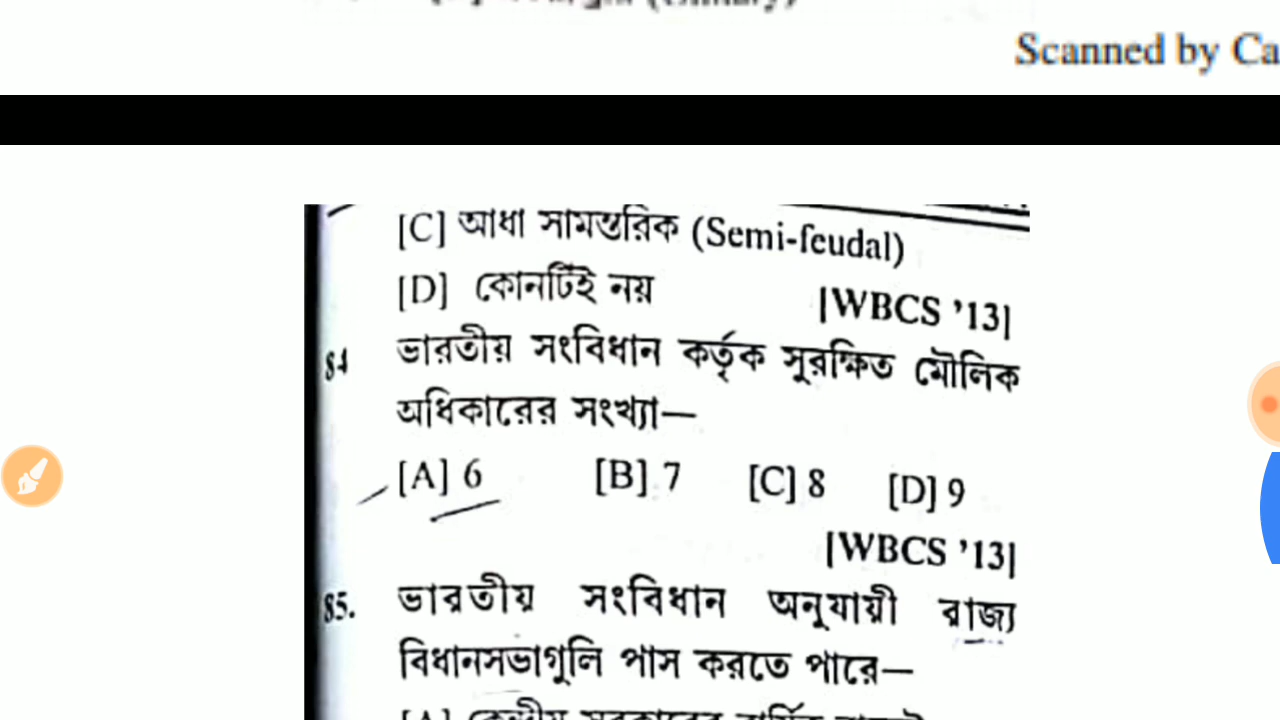 Scanned by Ca
[C] আধা সামন্তরিক (Semi-feudal)
[D] কোনটিই নয় [WBCS ’13]
84 ভারতীয় সংবিধান কর্তৃক সুরক্ষিত মৌলিক
অধিকারের সংখ্যা—
[A] 6 [B] 7 [C] 8 [D] 9
[WBCS ’13]
85. ভারতীয় সংবিধান অনুযায়ী রাজ্য
বিধানসভাগুলি পাস করতে পারে—